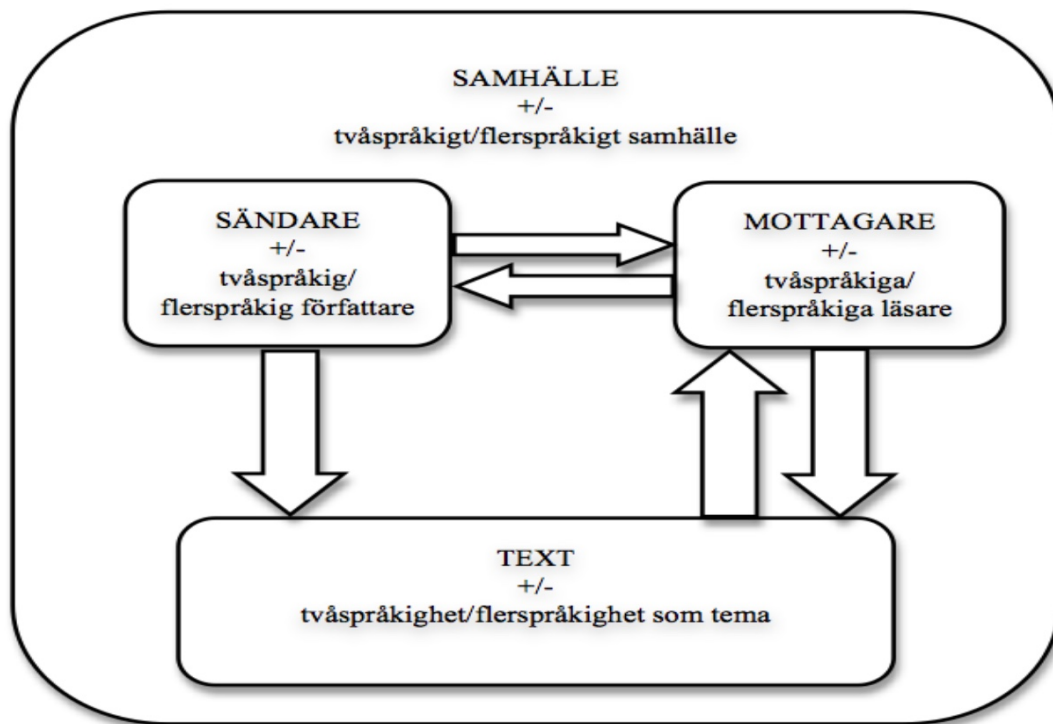 SAMHÄLLE
+/-
tvåspråkigt/flerspråkigt samhälle
SÄNDARE
+/-
tvåspråkig/
flerspråkig författare
MOTTAGARE
+/-
tvåspråkiga/
flerspråkiga läsare
TEXT
+/-
tvåspråkighet/flerspråkighet som tema